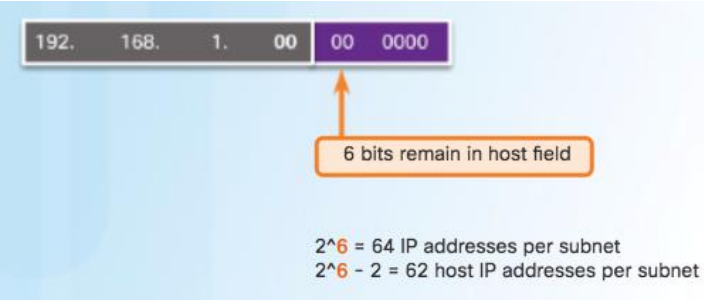 192. 168. 1. 00 00 0000
6 bits remain in host field
2^6 = 64 IP addresses per subnet
2^6 - 2 = 62 host IP addresses per subnet